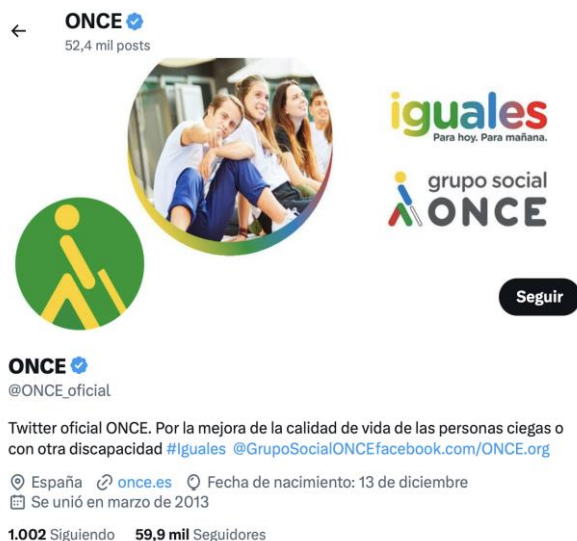 ONCE
52,4 mil posts
iguales
Para hoy. Para mañana.
grupo social
ONCE
Seguir
ONCE
@ONCE_oficial
Twitter oficial ONCE. Por la mejora de la calidad de vida de las personas ciegas o
con otra discapacidad #Iguales @GrupoSocialONCEfacebook.com/ONCE.org
España once.es Fecha de nacimiento: 13 de diciembre
Se unió en marzo de 2013
1.002 Siguiendo 59,9 mil Seguidores